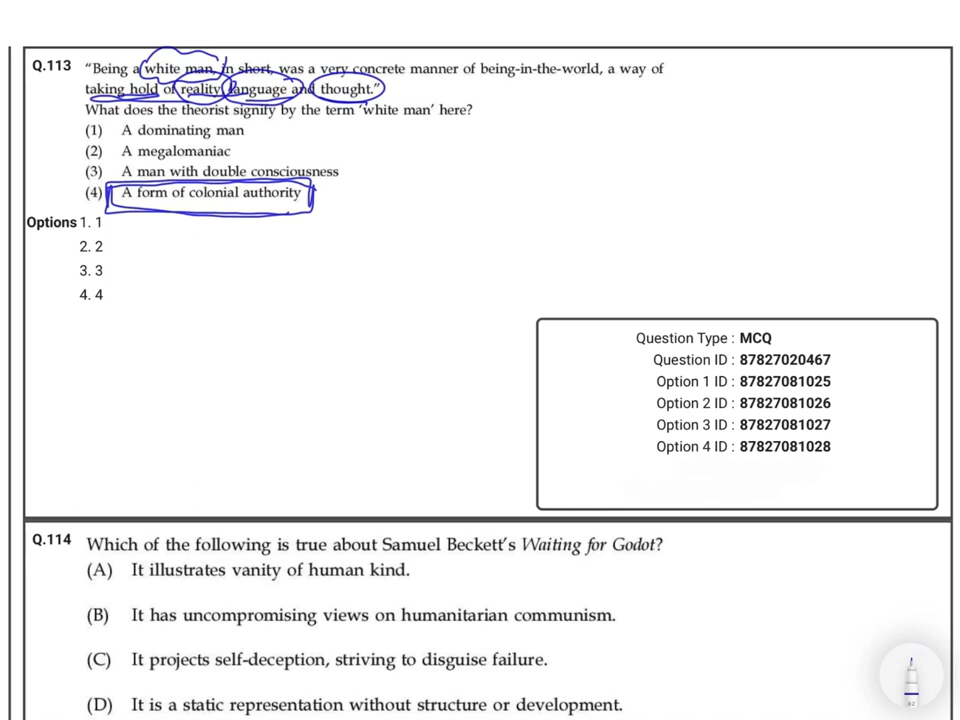 Q.113 “Being a white man, in short, was a very concrete manner of being-in-the-world, a way of
taking hold of reality, language and thought.”
What does the theorist signify by the term ‘white man’ here?
(1) A dominating man
(2) A megalomaniac
(3) A man with double consciousness
(4) A form of colonial authority
Options 1. 1
2. 2
3. 3
4. 4
Question Type : MCQ
Question ID : 87827020467
Option 1 ID : 87827081025
Option 2 ID : 87827081026
Option 3 ID : 87827081027
Option 4 ID : 87827081028
Q.114 Which of the following is true about Samuel Beckett’s Waiting for Godot?
(A) It illustrates vanity of human kind.
(B) It has uncompromising views on humanitarian communism.
(C) It projects self-deception, striving to disguise failure.
(D) It is a static representation without structure or development.